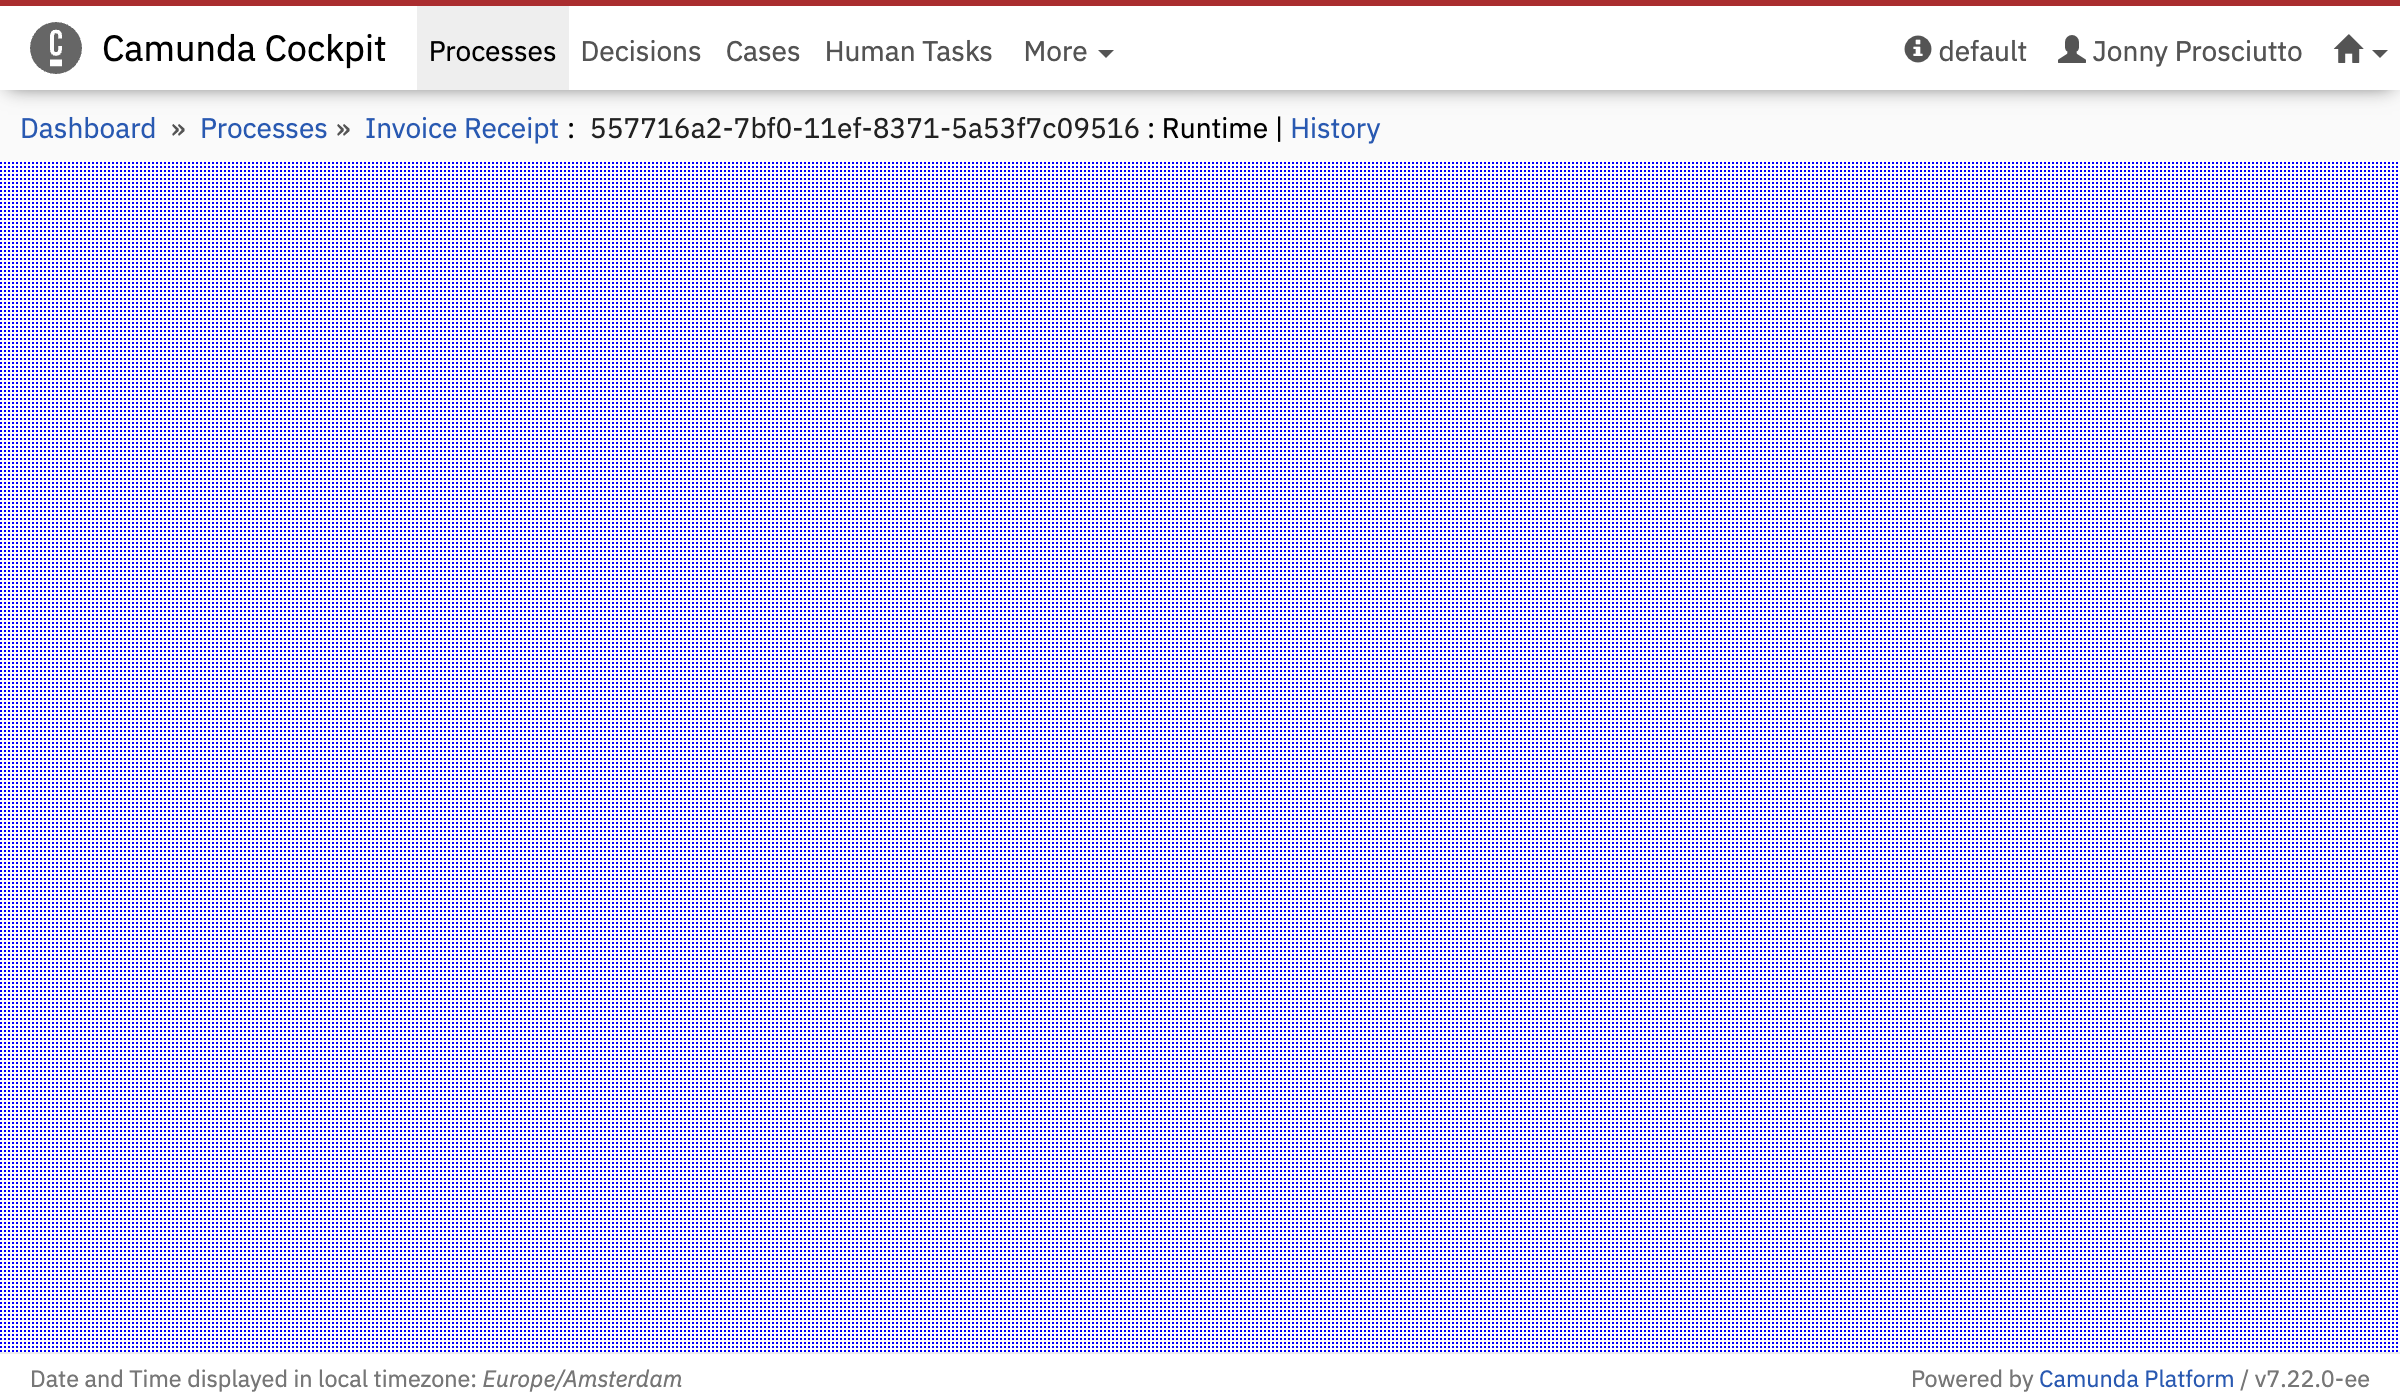 Camunda Cockpit Processes Decisions Cases Human Tasks More default Jonny Prosciutto
Dashboard » Processes » Invoice Receipt : 557716a2-7bf0-11ef-8371-5a53f7c09516 : Runtime | History
Date and Time displayed in local timezone: Europe/Amsterdam Powered by Camunda Platform / v7.22.0-ee